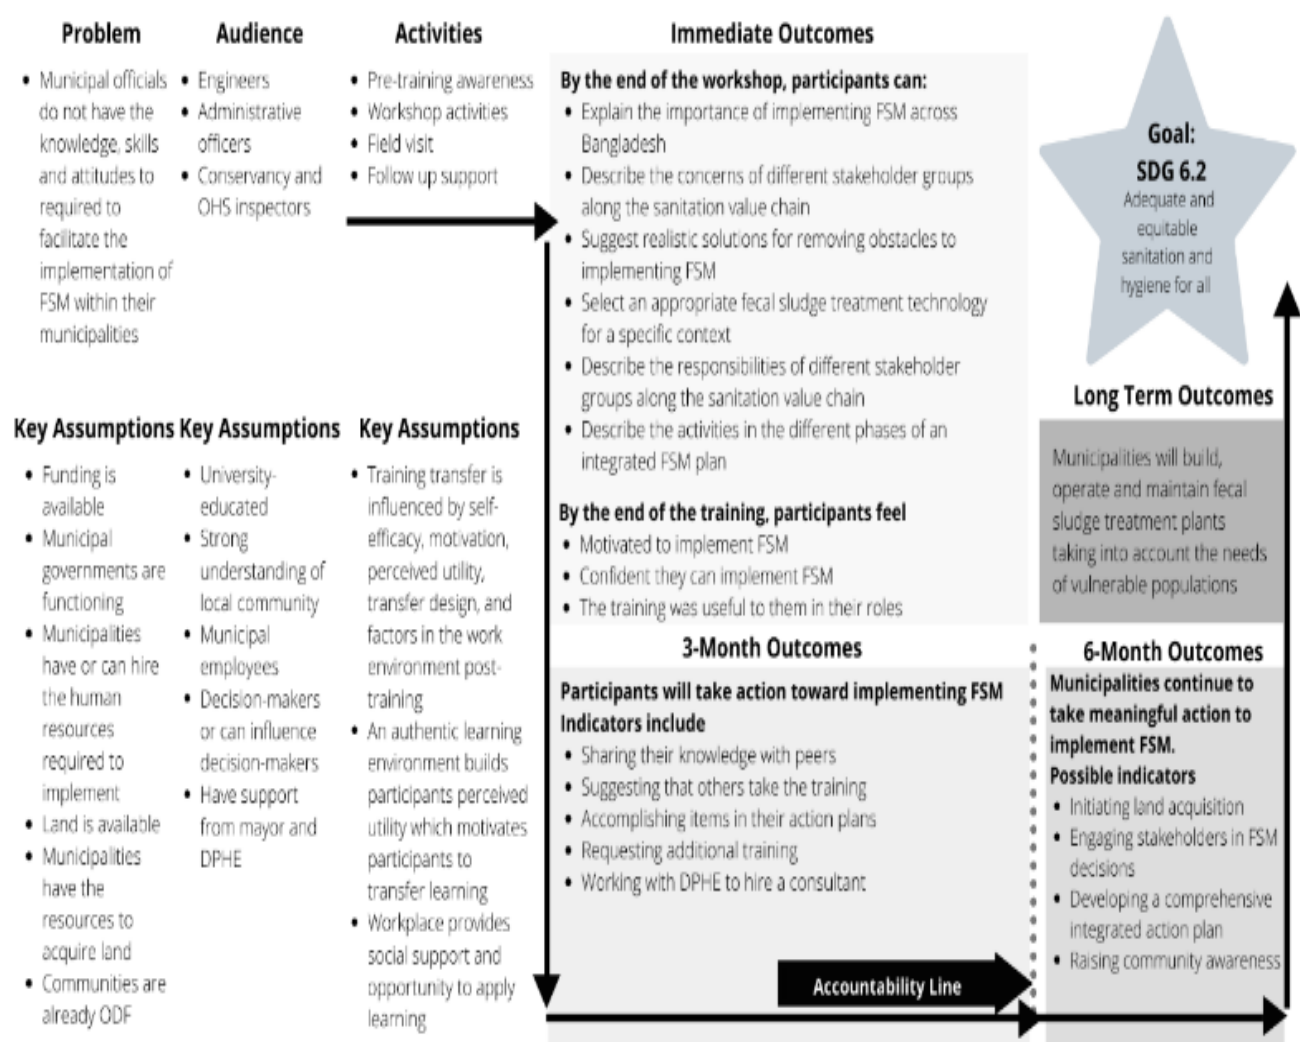 Problem
• Municipal officials
do not have the
knowledge, skills
and attitudes to
required to
facilitate the
implementation of
FSM within their
municipalities
Audience
• Engineers
• Administrative
officers
• Conservancy and
OHS inspectors
Activities
• Pre-training awareness
• Workshop activities
• Field visit
• Follow up support
Key Assumptions
• Funding is
available
• Municipal
governments are
functioning
• Municipalities
have or can hire
the human
resources
required to
implement
• Land is available
• Municipalities
have the
resources to
acquire land
• Communities are
already ODF
Key Assumptions
• University-
educated
• Strong
understanding of
local community
• Municipal
employees
• Decision-makers
or can influence
decision-makers
• Have support
from mayor and
DPHE
Key Assumptions
• Training transfer is
influenced by self-
efficacy, motivation,
perceived utility,
transfer design, and
factors in the work
environment post-
training
• An authentic learning
environment builds
participants perceived
utility which motivates
participants to
transfer learning
• Workplace provides
social support and
opportunity to apply
learning
Immediate Outcomes
By the end of the workshop, participants can:
• Explain the importance of implementing FSM across
Bangladesh
• Describe the concerns of different stakeholder groups
along the sanitation value chain
• Suggest realistic solutions for removing obstacles to
implementing FSM
• Select an appropriate fecal sludge treatment technology
for a specific context
• Describe the responsibilities of different stakeholder
groups along the sanitation value chain
• Describe the activities in the different phases of an
integrated FSM plan
By the end of the training, participants feel
• Motivated to implement FSM
• Confident they can implement FSM
• The training was useful to them in their roles
3-Month Outcomes
Participants will take action toward implementing FSM
Indicators include
• Sharing their knowledge with peers
• Suggesting that others take the training
• Accomplishing items in their action plans
• Requesting additional training
• Working with DPHE to hire a consultant
Accountability Line
6-Month Outcomes
Municipalities continue to
take meaningful action to
implement FSM.
Possible indicators
• Initiating land acquisition
• Engaging stakeholders in FSM
decisions
• Developing a comprehensive
integrated action plan
• Raising community awareness
Long Term Outcomes
Municipalities will build,
operate and maintain fecal
sludge treatment plants
taking into account the needs
of vulnerable populations
Goal:
SDG 6.2
Adequate and
equitable
sanitation and
hygiene for all